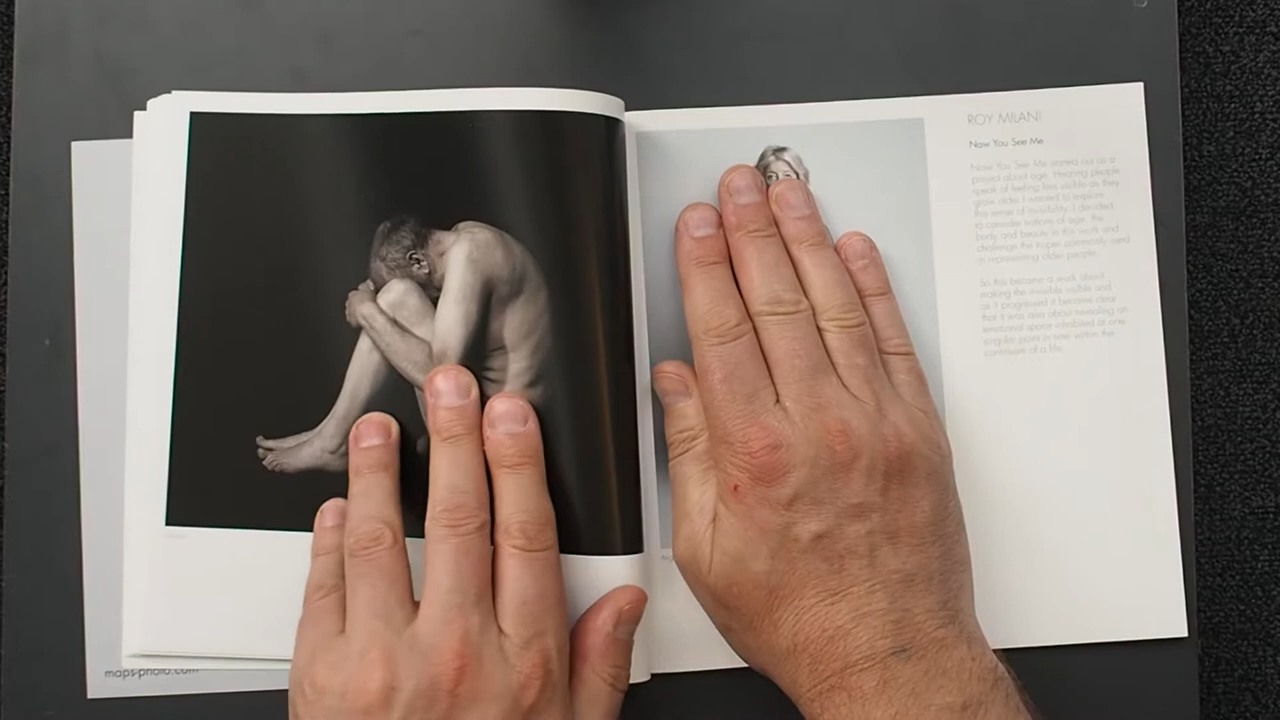 ROY MILANI
Now You See Me
Now You See Me started out as a
project about age. Hearing people
speak of feeling less visible as they
grow older I wanted to explore
this sense of invisibility. I decided
to consider notions of age, the
body and beauty in this work and
challenge the tropes commonly used
in representing older people.
So this became a work about
making the invisible visible and
as it progressed it became clear
that it was also about revealing an
emotional space inhabited at one
singular point in time within the
continuum of a life.
maps-photo.com